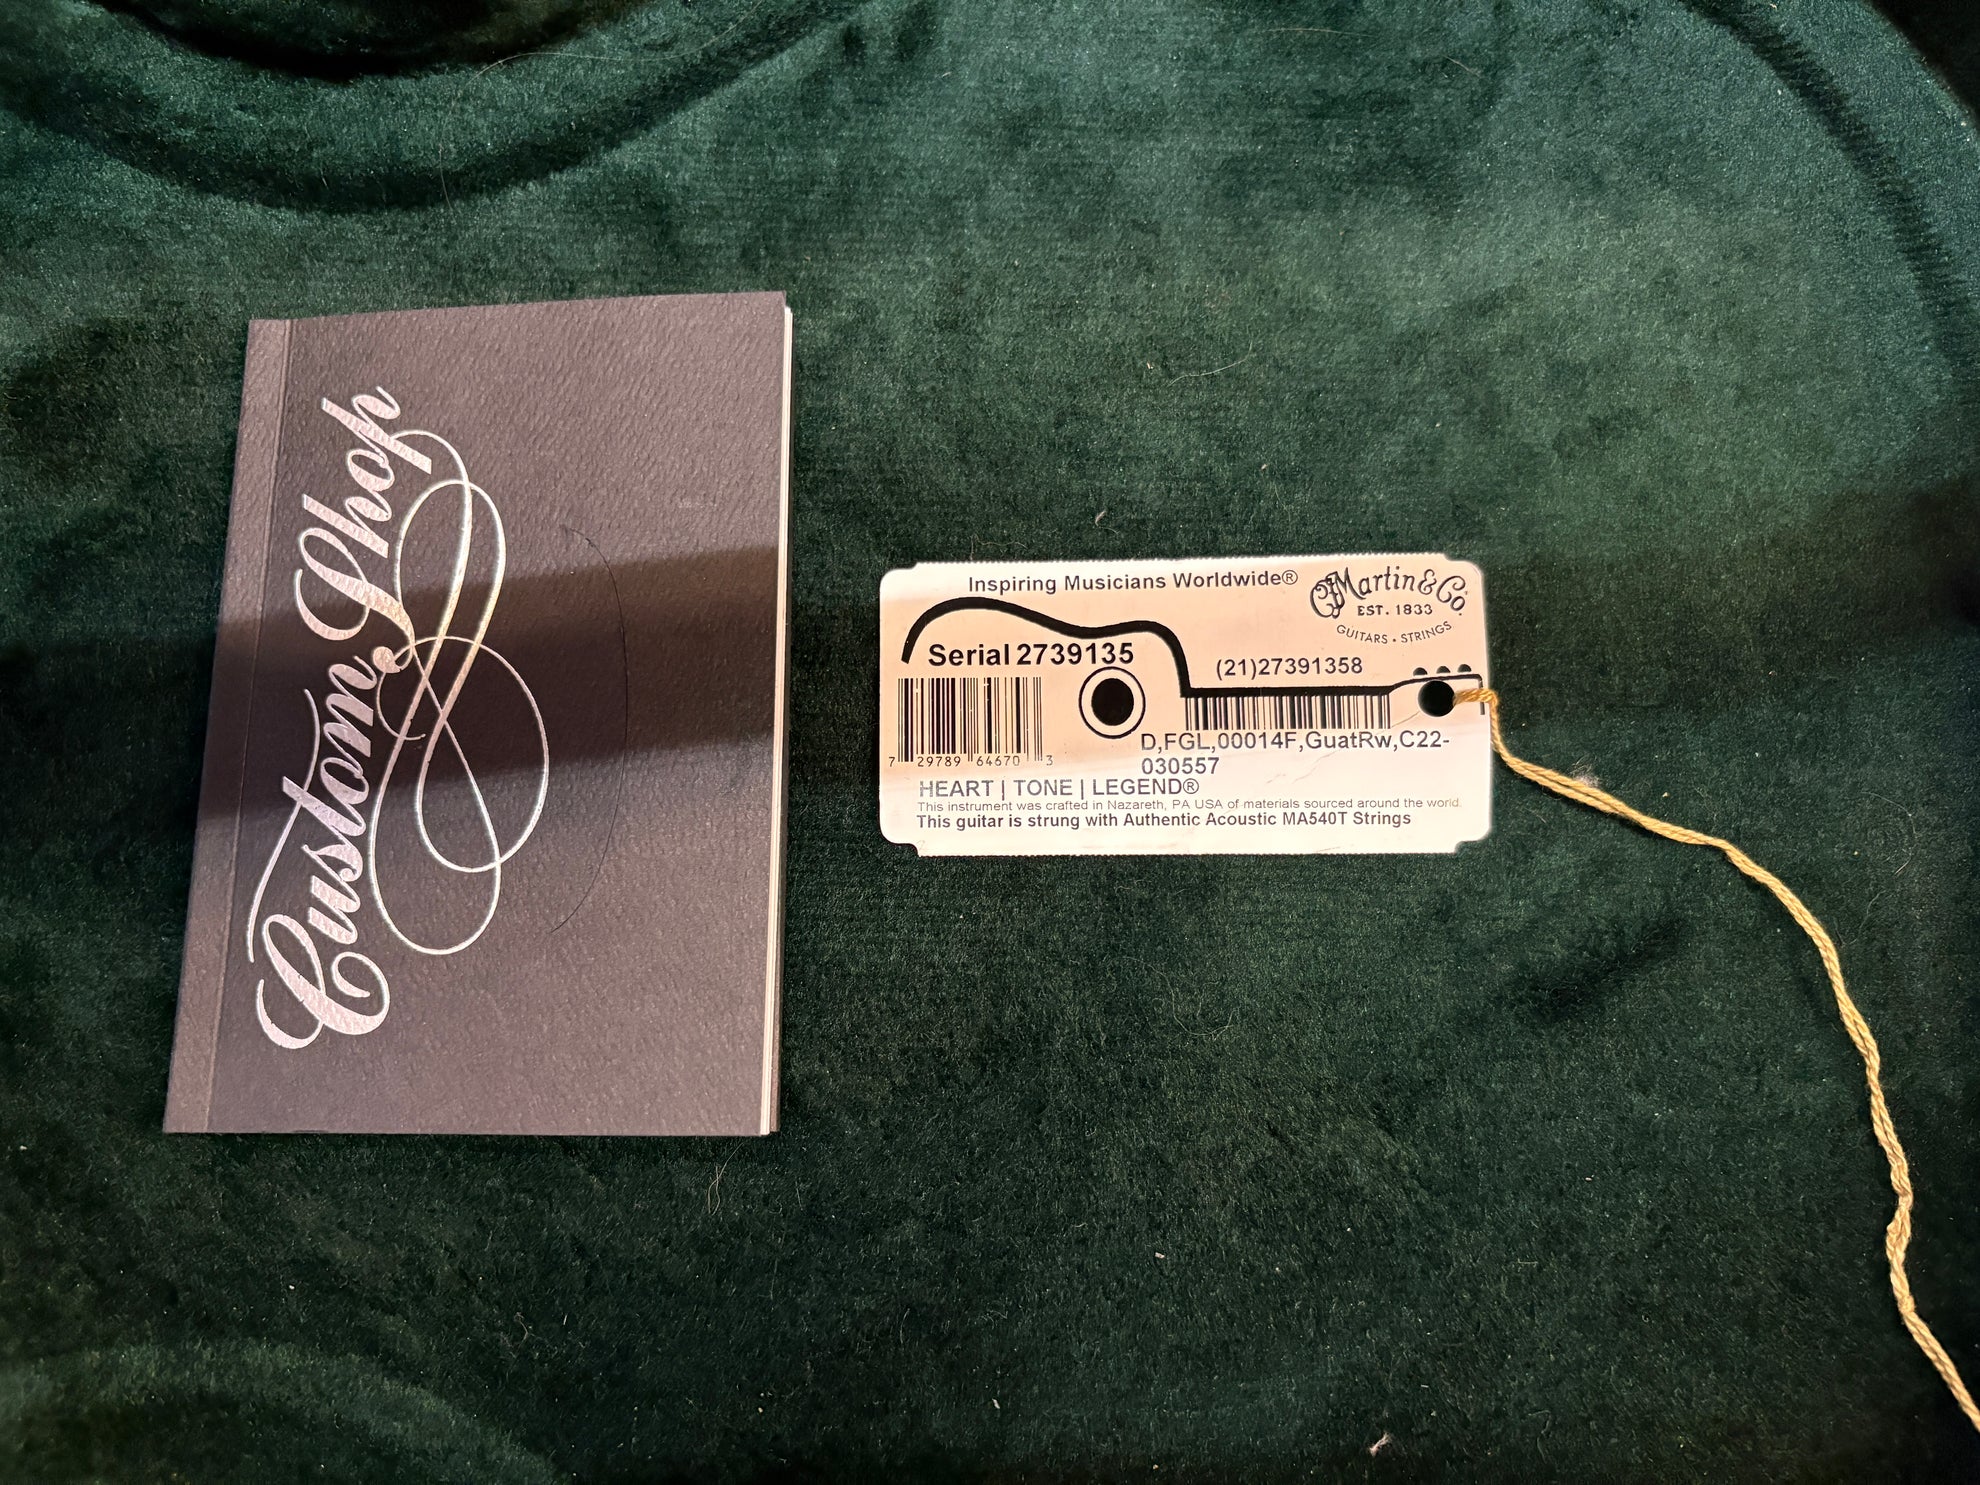 Custom Shop
Inspiring Musicians Worldwide®
CFMartin & Co.
EST. 1833
GUITARS • STRINGS
Serial 2739135
(21)27391358
7 29789 64670 3
D,FGL,00014F,GuatRw,C22-
030557
HEART | TONE | LEGEND®
This instrument was crafted in Nazareth, PA USA of materials sourced around the world.
This guitar is strung with Authentic Acoustic MA540T Strings